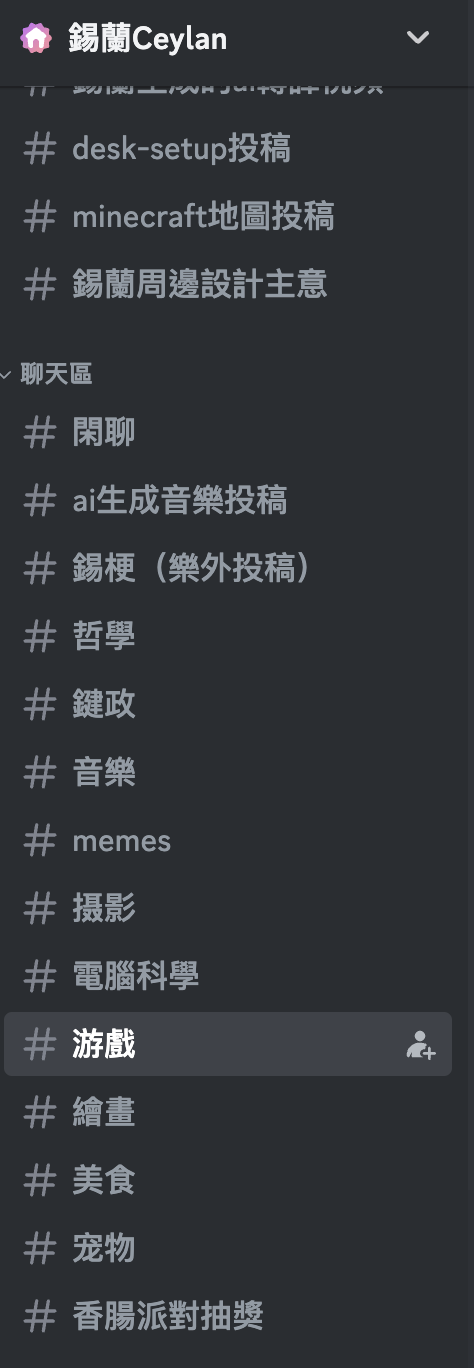 錫蘭Ceylan
# desk-setup投稿
# minecraft地圖投稿
# 錫蘭周邊設計主意
聊天區
# 閑聊
# ai生成音樂投稿
# 錫梗（樂外投稿）
# 哲學
# 鍵政
# 音樂
# memes
# 摄影
# 電腦科學
# 游戲
# 繪畫
# 美食
# 宠物
# 香腸派對抽獎